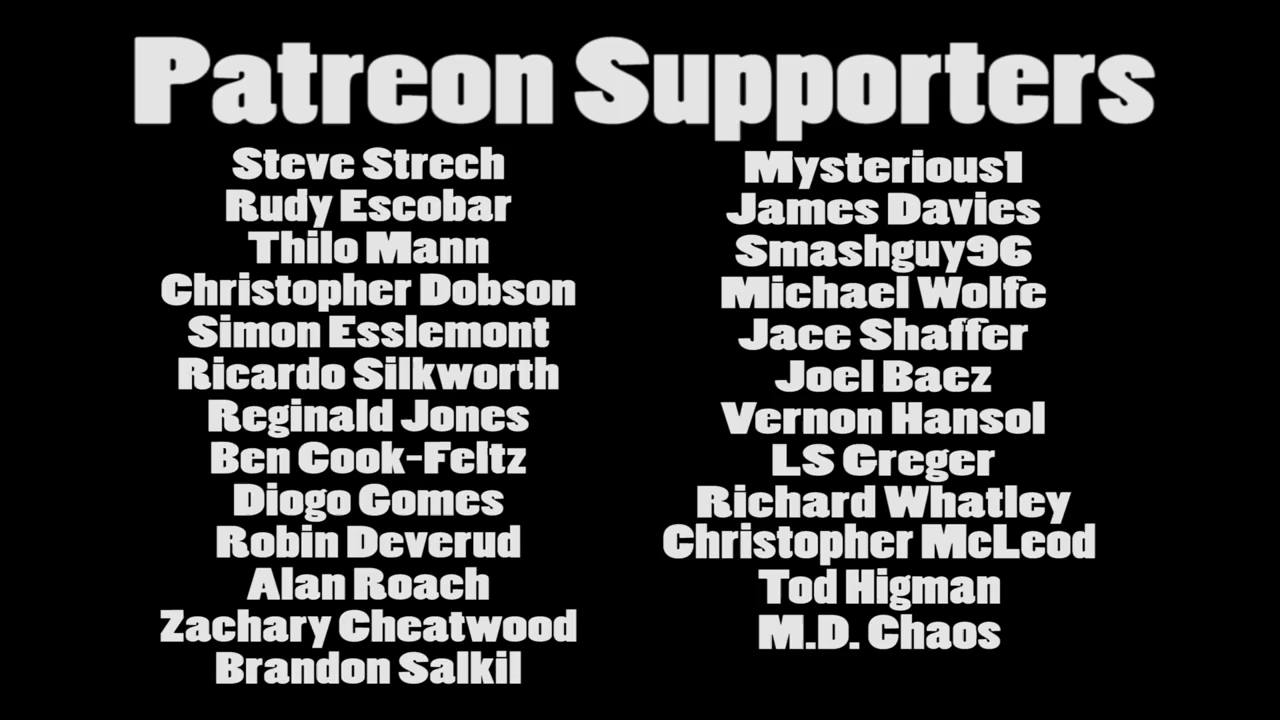 Patreon Supporters
Steve Strech
Rudy Escobar
Thilo Mann
Christopher Dobson
Simon Esslemont
Ricardo Silkworth
Reginald Jones
Ben Cook-Feltz
Diogo Gomes
Robin Deverud
Alan Roach
Zachary Cheatwood
Brandon Salkil
Mysterious1
James Davies
Smashguy96
Michael Wolfe
Jace Shaffer
Joel Baez
Vernon Hansol
LS Greger
Richard Whatley
Christopher McLeod
Tod Higman
M.D. Chaos